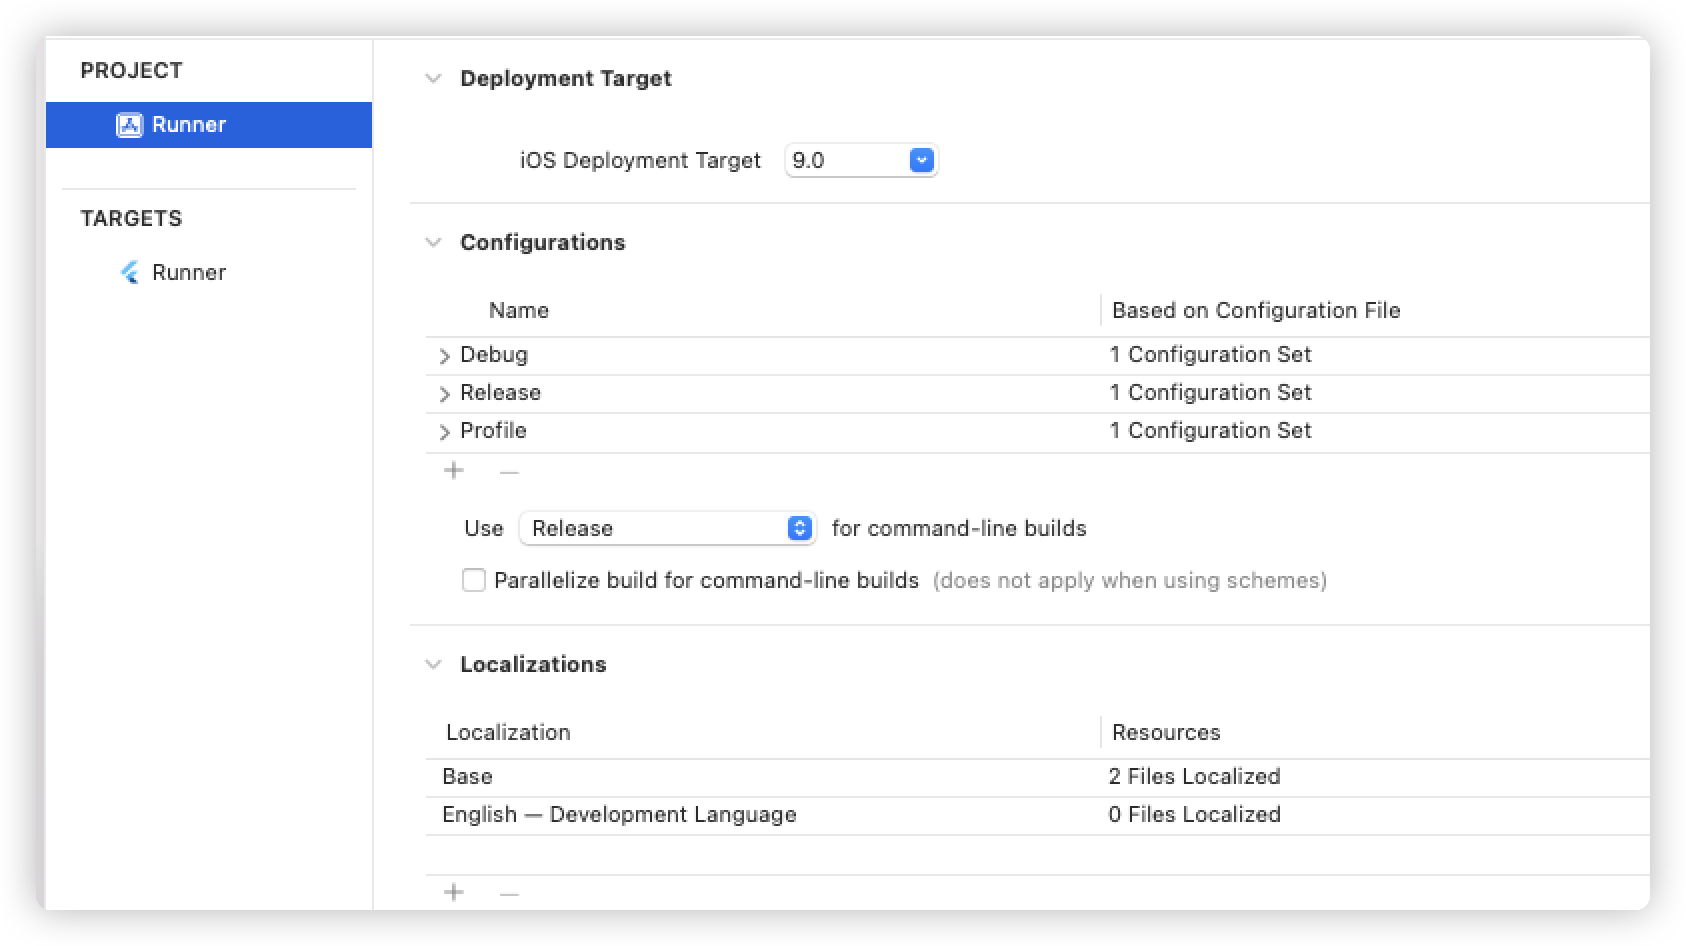 PROJECT
Runner
TARGETS
Runner
Deployment Target
iOS Deployment Target 9.0
Configurations
Name Based on Configuration File
Debug 1 Configuration Set
Release 1 Configuration Set
Profile 1 Configuration Set
Use Release for command-line builds
Parallelize build for command-line builds (does not apply when using schemes)
Localizations
Localization Resources
Base 2 Files Localized
English — Development Language 0 Files Localized